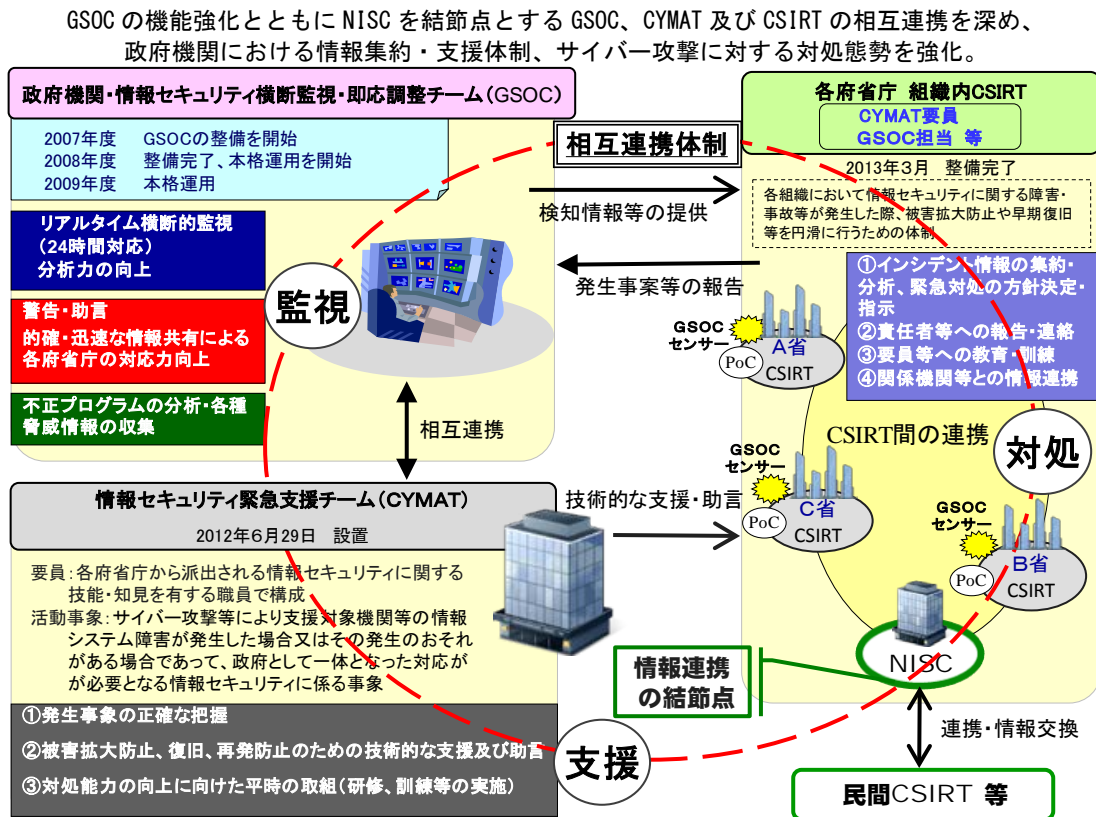 GSOC の機能強化とともに NISC を結節点とする GSOC、CYMAT 及び CSIRT の相互連携を深め、
政府機関における情報集約・支援体制、サイバー攻撃に対する対処態勢を強化。
政府機関・情報セキュリティ横断監視・即応調整チーム(GSOC)
2007年度 GSOCの整備を開始
2008年度 整備完了、本格運用を開始
2009年度 本格運用
リアルタイム横断的監視
(24時間対応)
分析力の向上
警告・助言
的確・迅速な情報共有による
各府省庁の対応力向上
不正プログラムの分析・各種
脅威情報の収集
監視
相互連携体制
検知情報等の提供
発生事案等の報告
相互連携
各府省庁 組織内CSIRT
CYMAT要員
GSOC担当 等
2013年3月 整備完了
各組織において情報セキュリティに関する障害・
事故等が発生した際、被害拡大防止や早期復旧
等を円滑に行うための体制
①インシデント情報の集約・
分析、緊急対処の方針決定・
指示
②責任者等への報告・連絡
③要員等への教育・訓練
④関係機関等との情報連携
GSOC
センサー
PoC
A省
CSIRT
CSIRT間の連携
対処
GSOC
センサー
PoC
C省
CSIRT
GSOC
センサー
PoC
B省
CSIRT
情報セキュリティ緊急支援チーム(CYMAT)
2012年6月29日 設置
技術的な支援・助言
要員:各府省庁から派出される情報セキュリティに関する
技能・知見を有する職員で構成
活動事象:サイバー攻撃等により支援対象機関等の情報
システム障害が発生した場合又はその発生のおそれ
がある場合であって、政府として一体となった対応が
が必要となる情報セキュリティに係る事象
①発生事象の正確な把握
②被害拡大防止、復旧、再発防止のための技術的な支援及び助言
③対処能力の向上に向けた平時の取組(研修、訓練等の実施)
支援
情報連携
の結節点
NISC
連携・情報交換
民間CSIRT 等